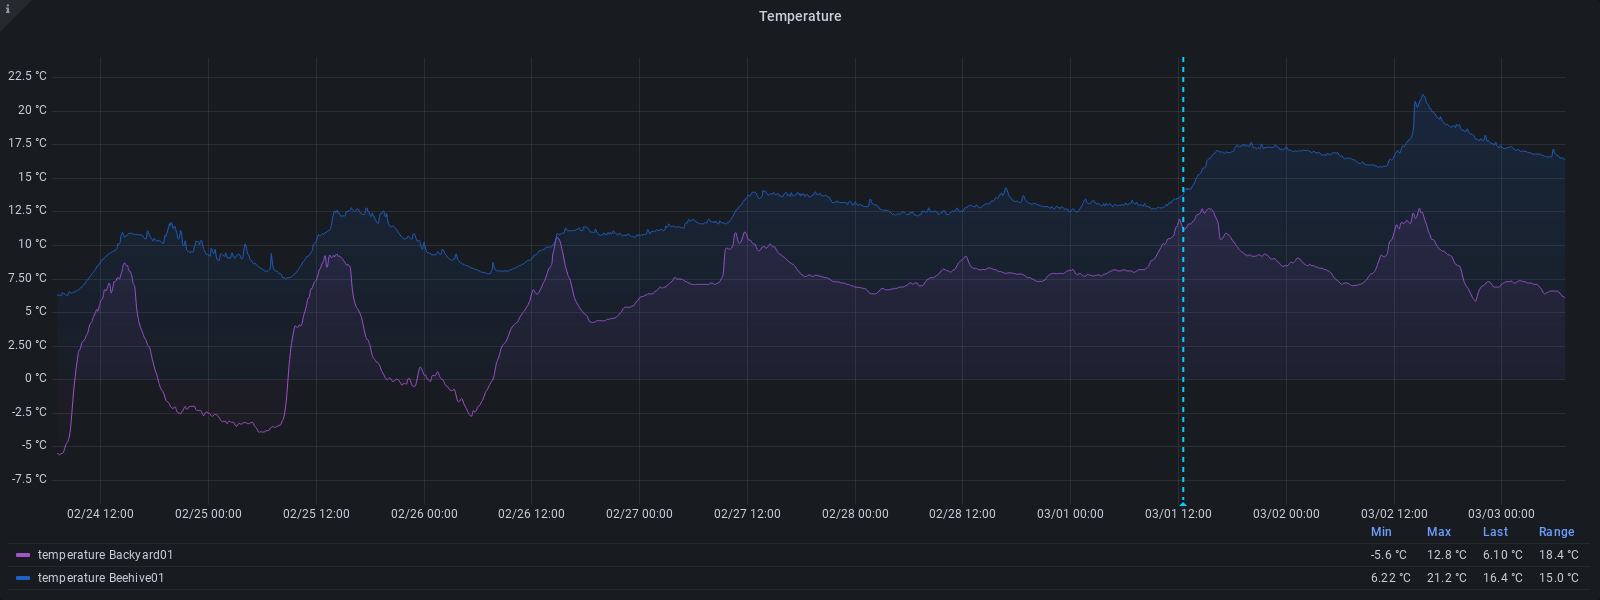 i
Temperature
22.5 °C
20 °C
17.5 °C
15 °C
12.5 °C
10 °C
7.50 °C
5 °C
2.50 °C
0 °C
-2.5 °C
-5 °C
-7.5 °C
02/24 12:00 02/25 00:00 02/25 12:00 02/26 00:00 02/26 12:00 02/27 00:00 02/27 12:00 02/28 00:00 02/28 12:00 03/01 00:00 03/01 12:00 03/02 00:00 03/02 12:00 03/03 00:00
Min Max Last Range
temperature Backyard01 -5.6 °C 12.8 °C 6.10 °C 18.4 °C
temperature Beehive01 6.22 °C 21.2 °C 16.4 °C 15.0 °C